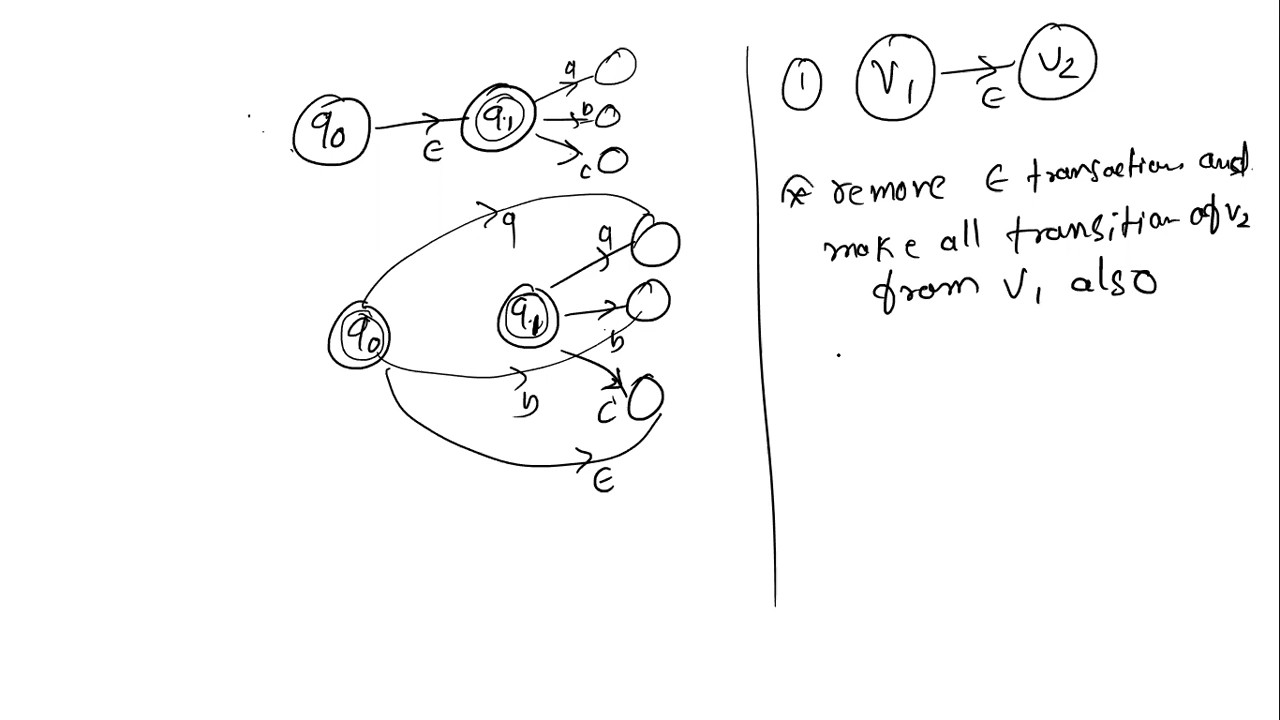 q0
∈
q1
a
b
c
q
q0
q1
q
b
b
c
∈
① V1 ∈ V2
* remove ∈ transaction and
make all transition of v2
from V1 also